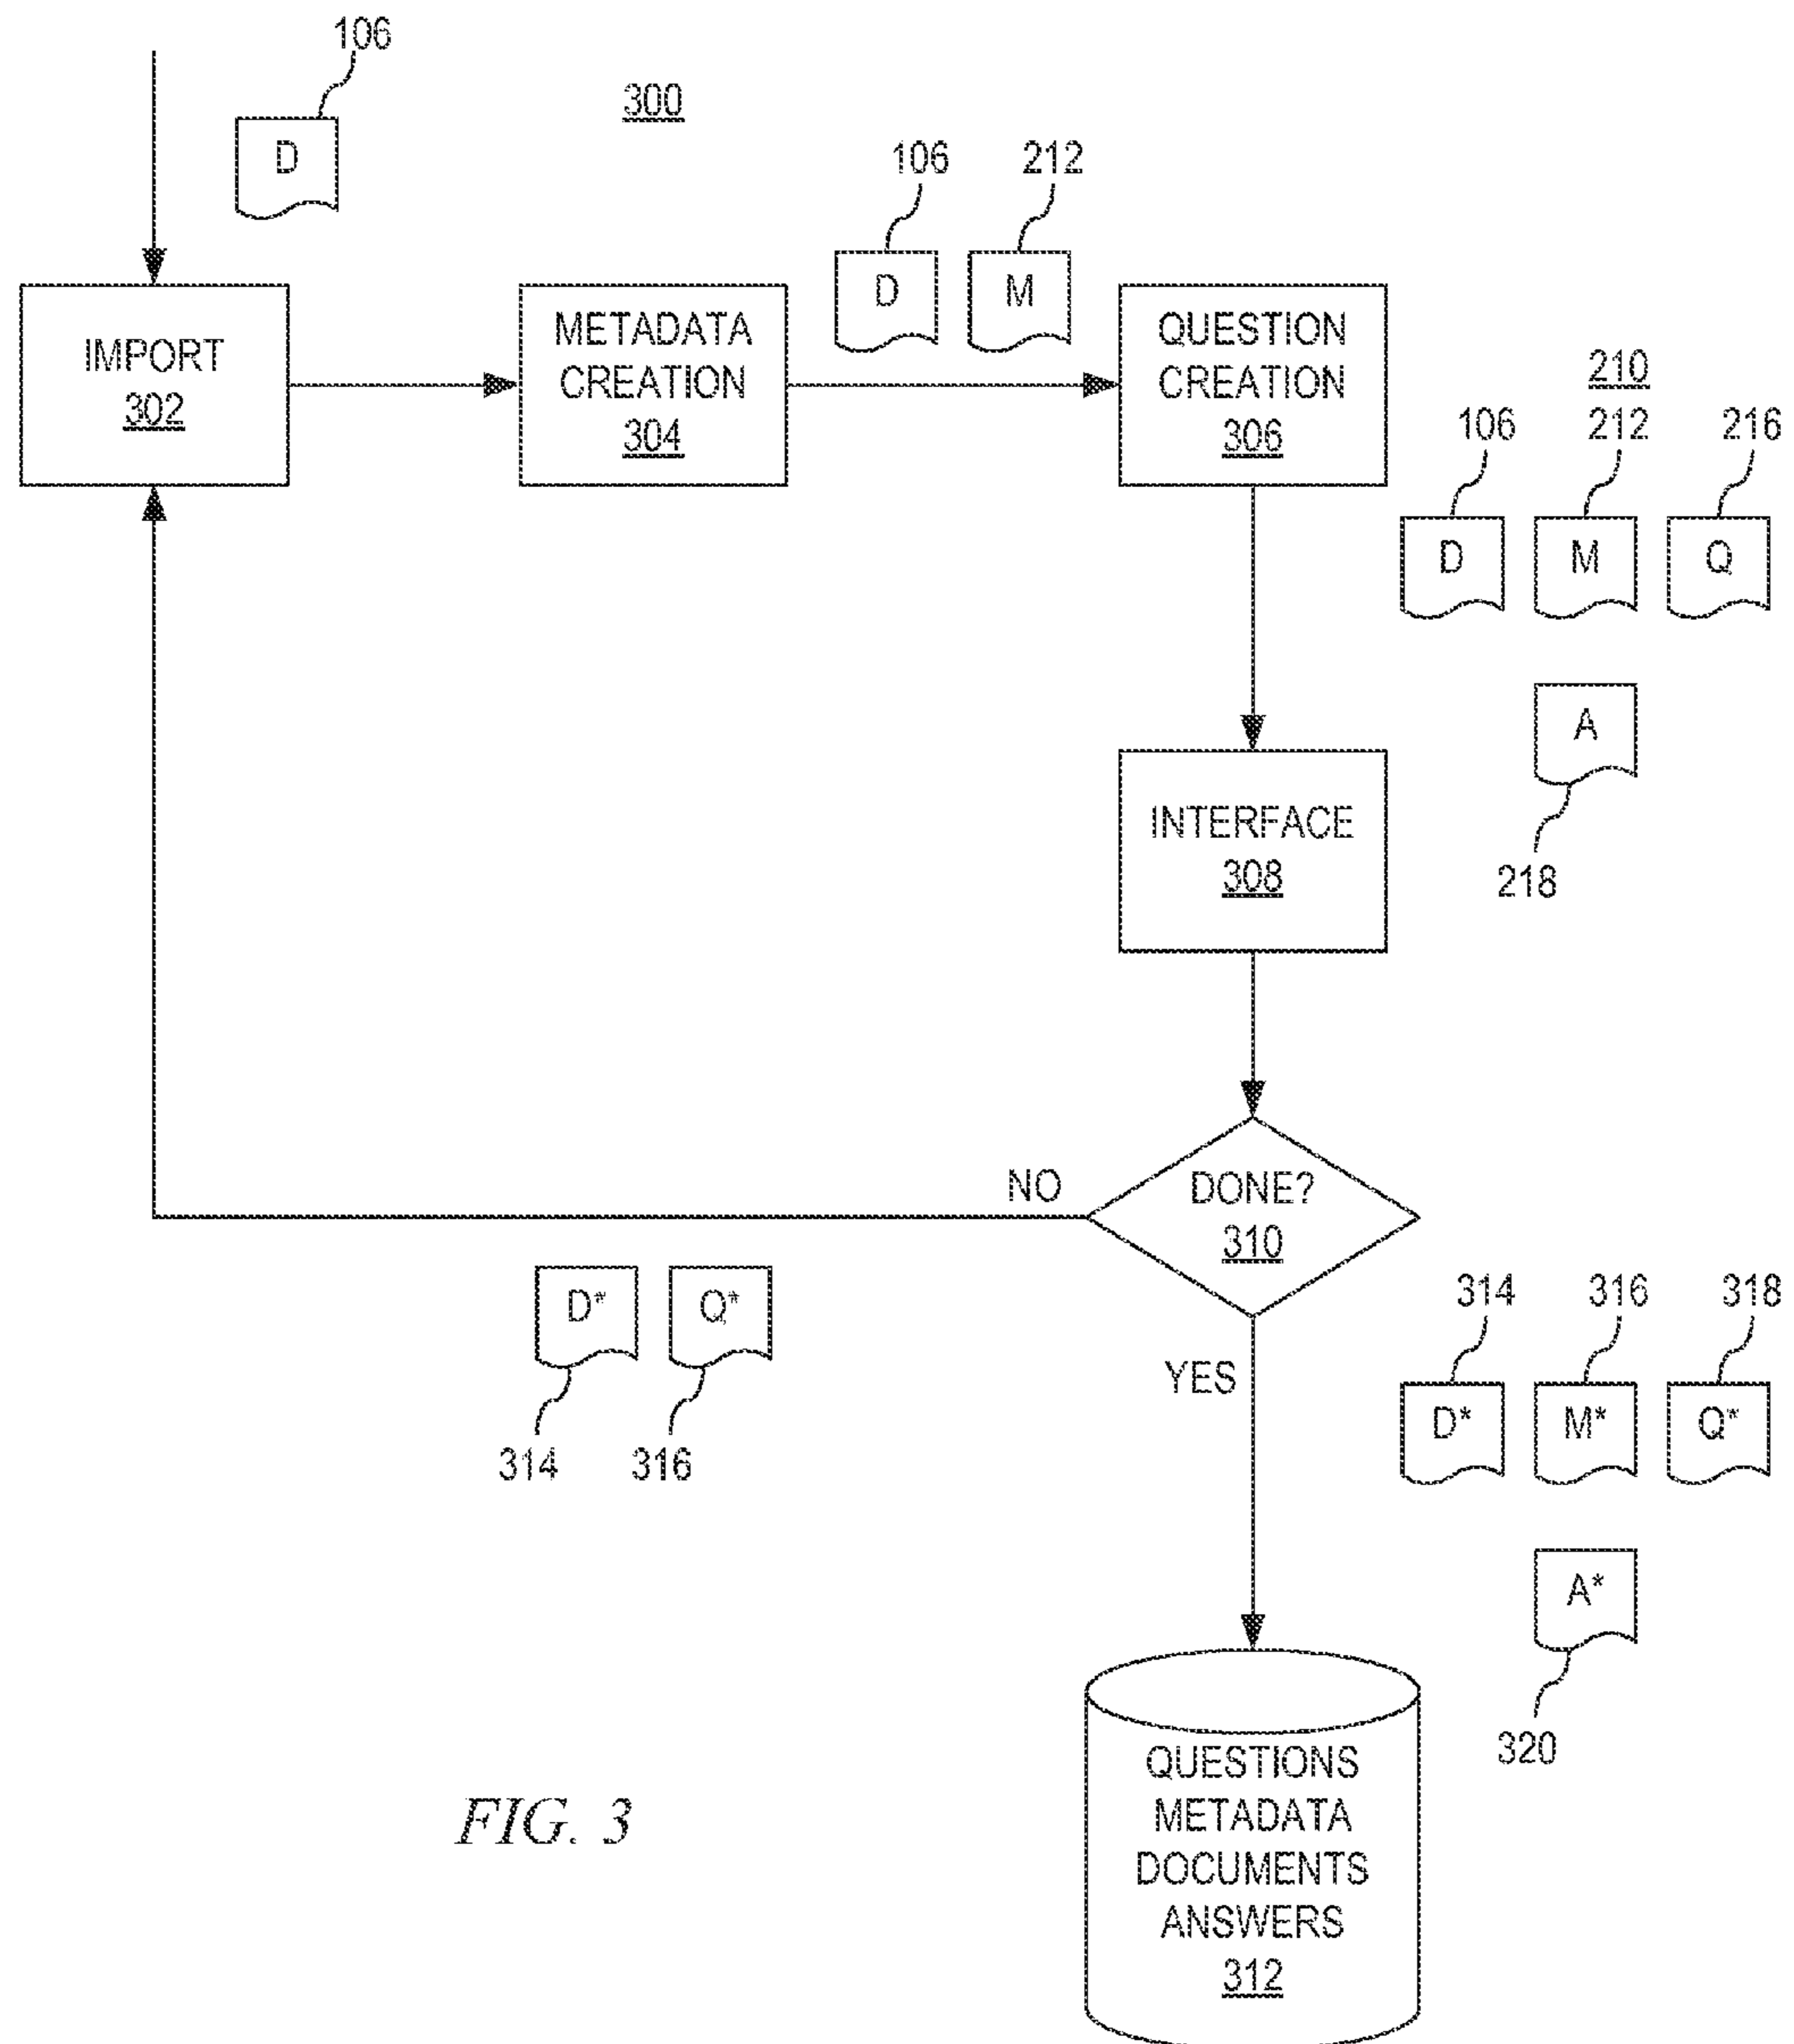 106
300
D
106
212
D
M
IMPORT
302
METADATA
CREATION
304
QUESTION
CREATION
306
210
106
212
216
D
M
Q
A
218
INTERFACE
308
NO
DONE?
310
D*
Q*
314
316
YES
314
316
318
D*
M*
Q*
A*
320
QUESTIONS
METADATA
DOCUMENTS
ANSWERS
312
FIG. 3